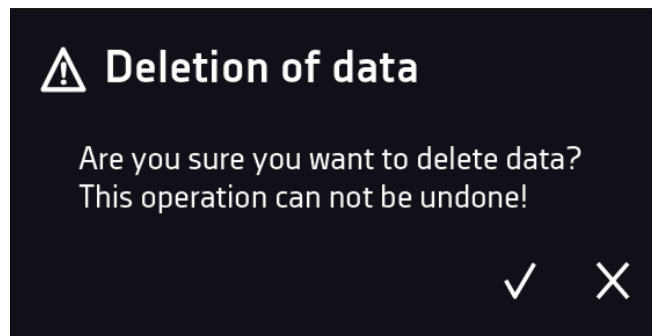 Deletion of data
Are you sure you want to delete data?
This operation can not be undone!